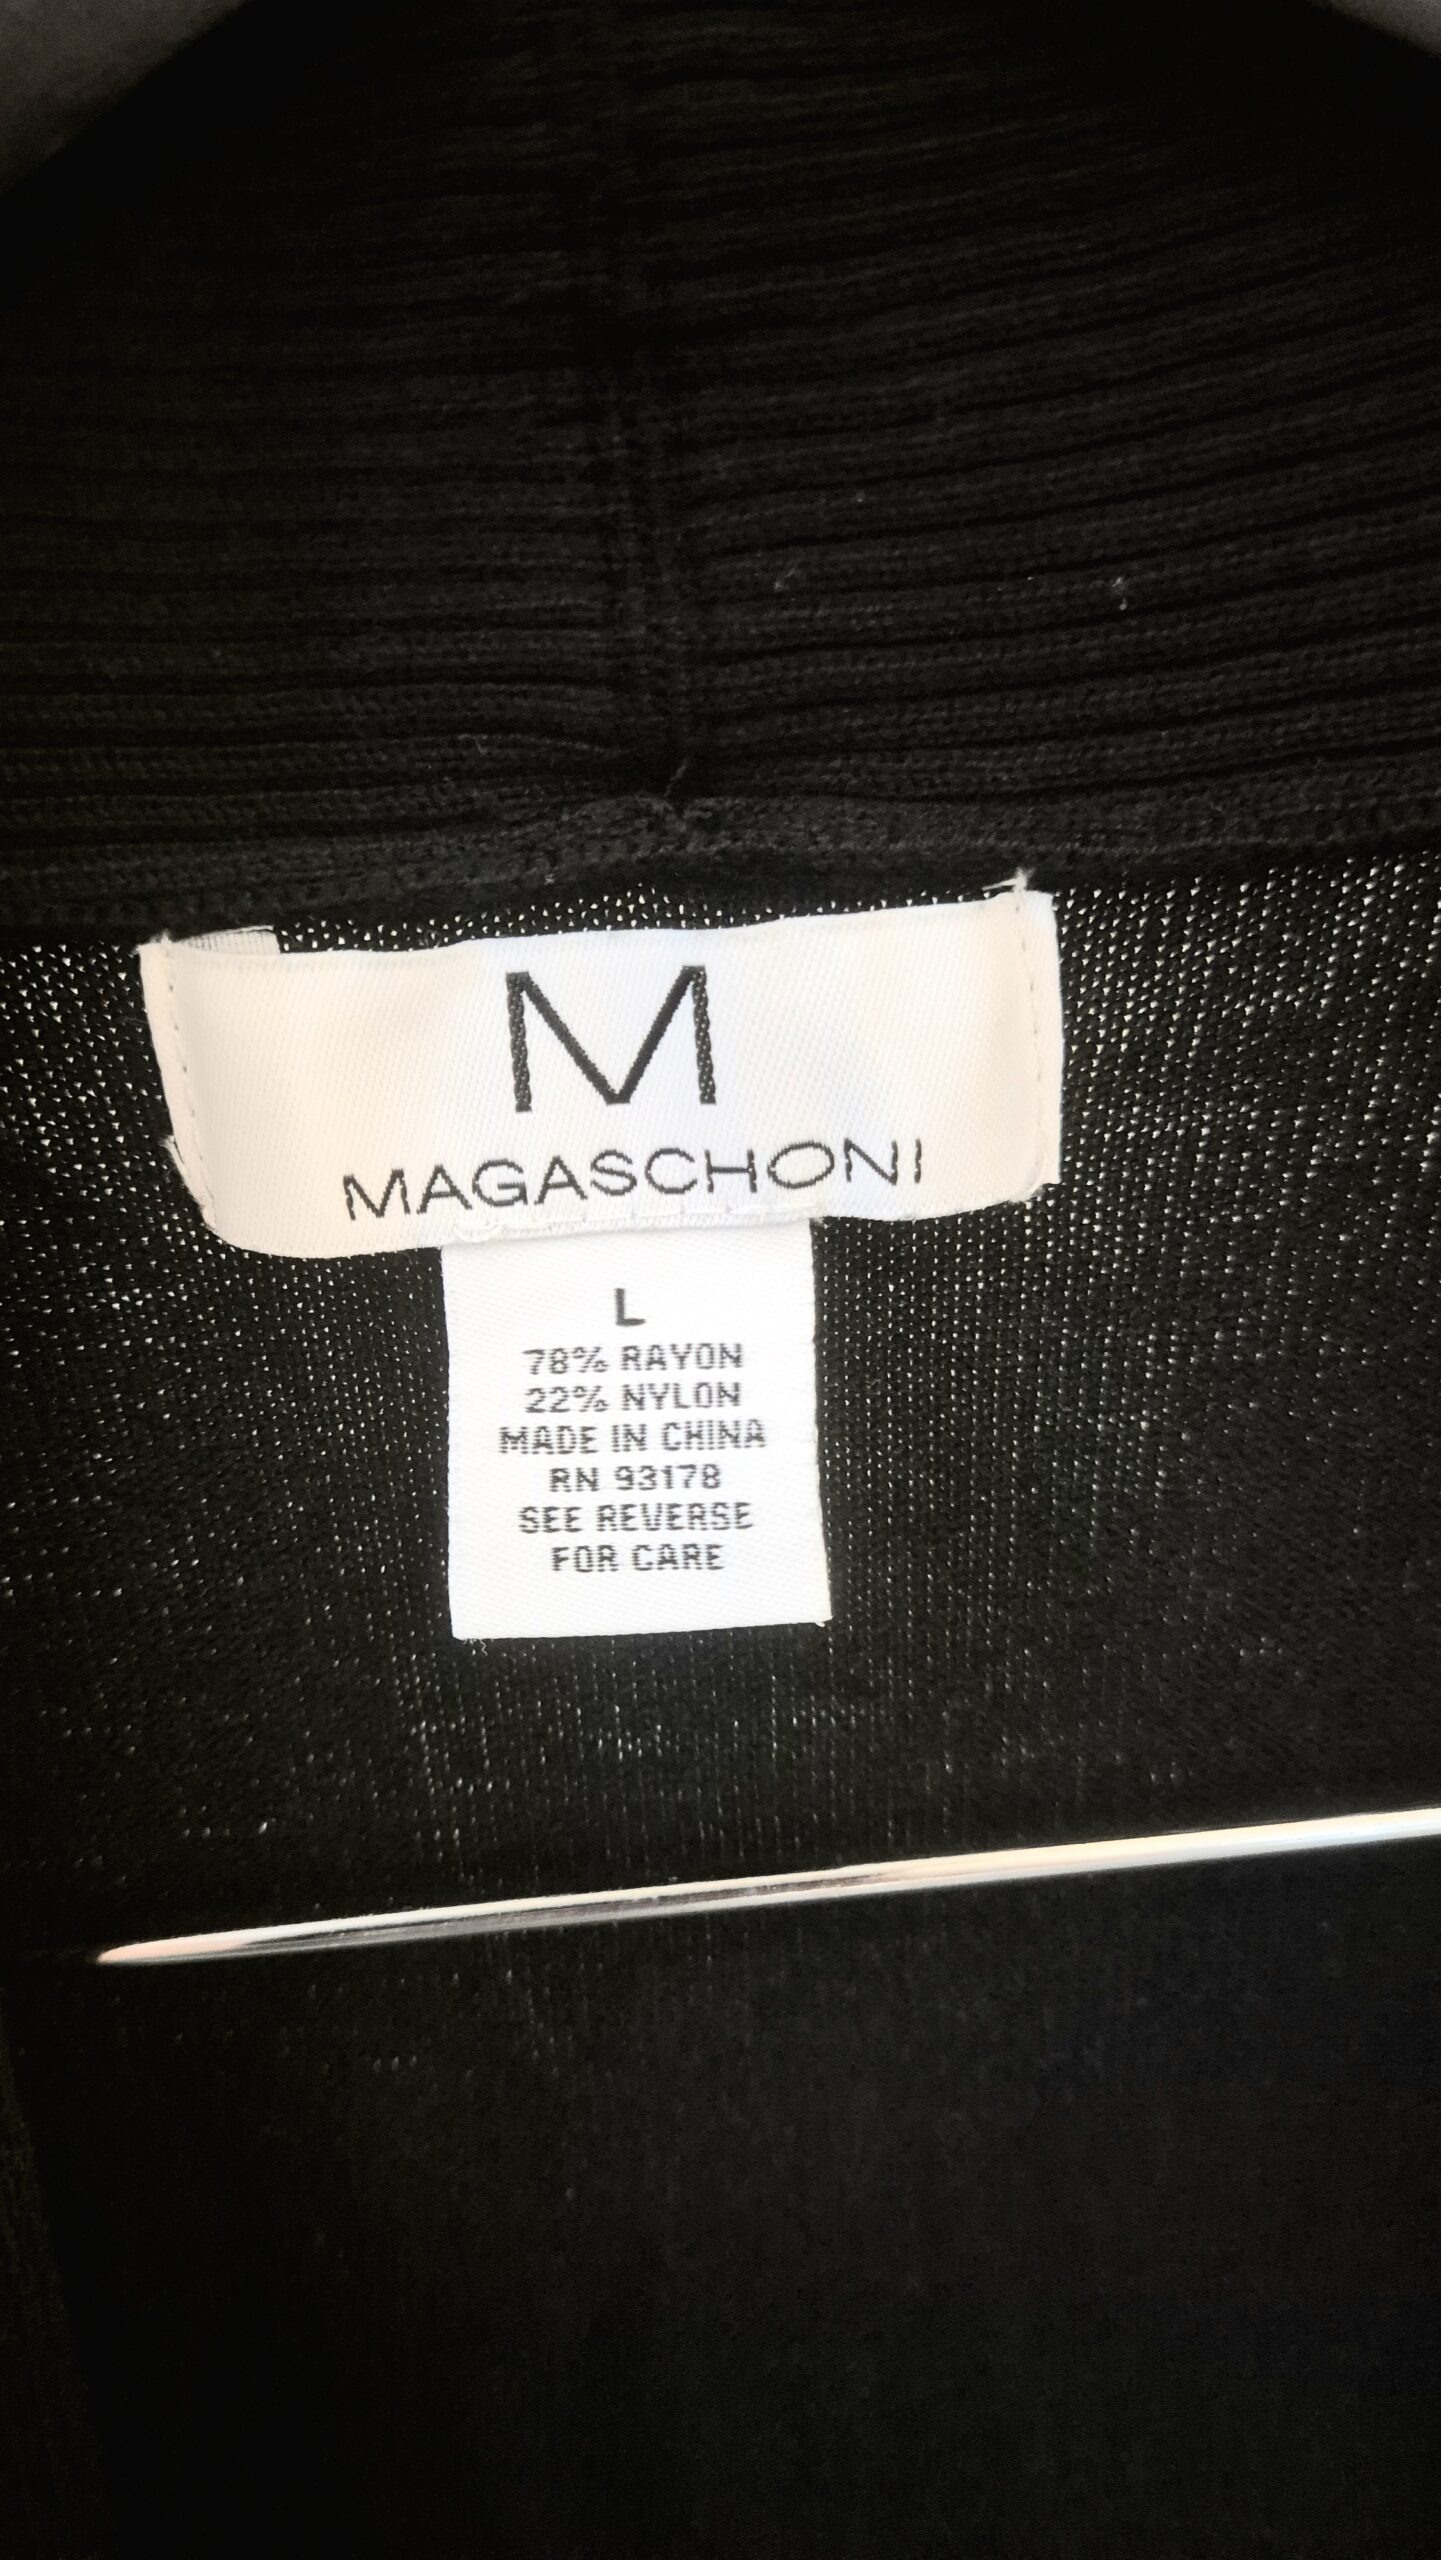 M
MAGASCHONI
L
78% RAYON
22% NYLON
MADE IN CHINA
RN 93178
SEE REVERSE
FOR CARE